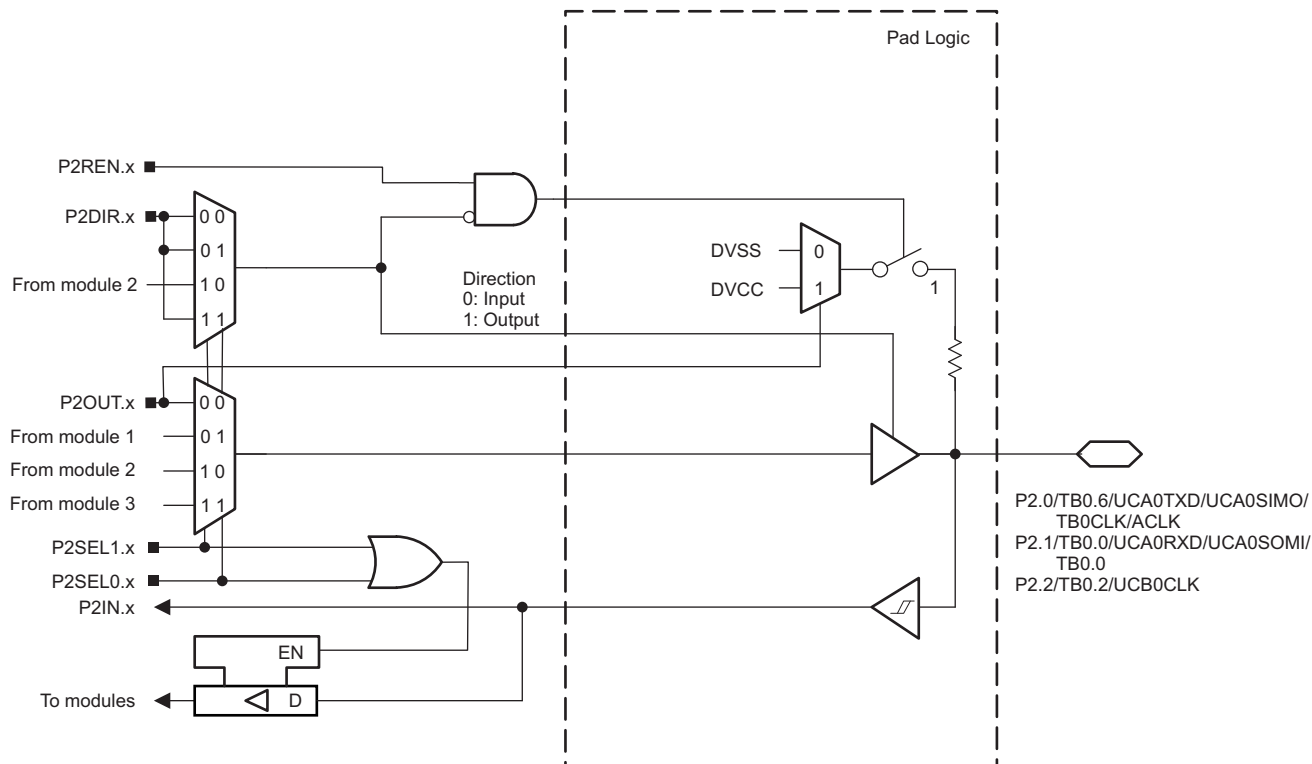 Pad Logic
P2REN.x
P2DIR.x
0 0
0 1
From module 2
1 0
1 1
Direction
0: Input
1: Output
DVSS
0
DVCC
1
1
P2OUT.x
0 0
From module 1
0 1
From module 2
1 0
From module 3
1 1
P2SEL1.x
P2SEL0.x
P2IN.x
EN
To modules
D
P2.0/TB0.6/UCA0TXD/UCA0SIMO/
TB0CLK/ACLK
P2.1/TB0.0/UCA0RXD/UCA0SOMI/
TB0.0
P2.2/TB0.2/UCB0CLK